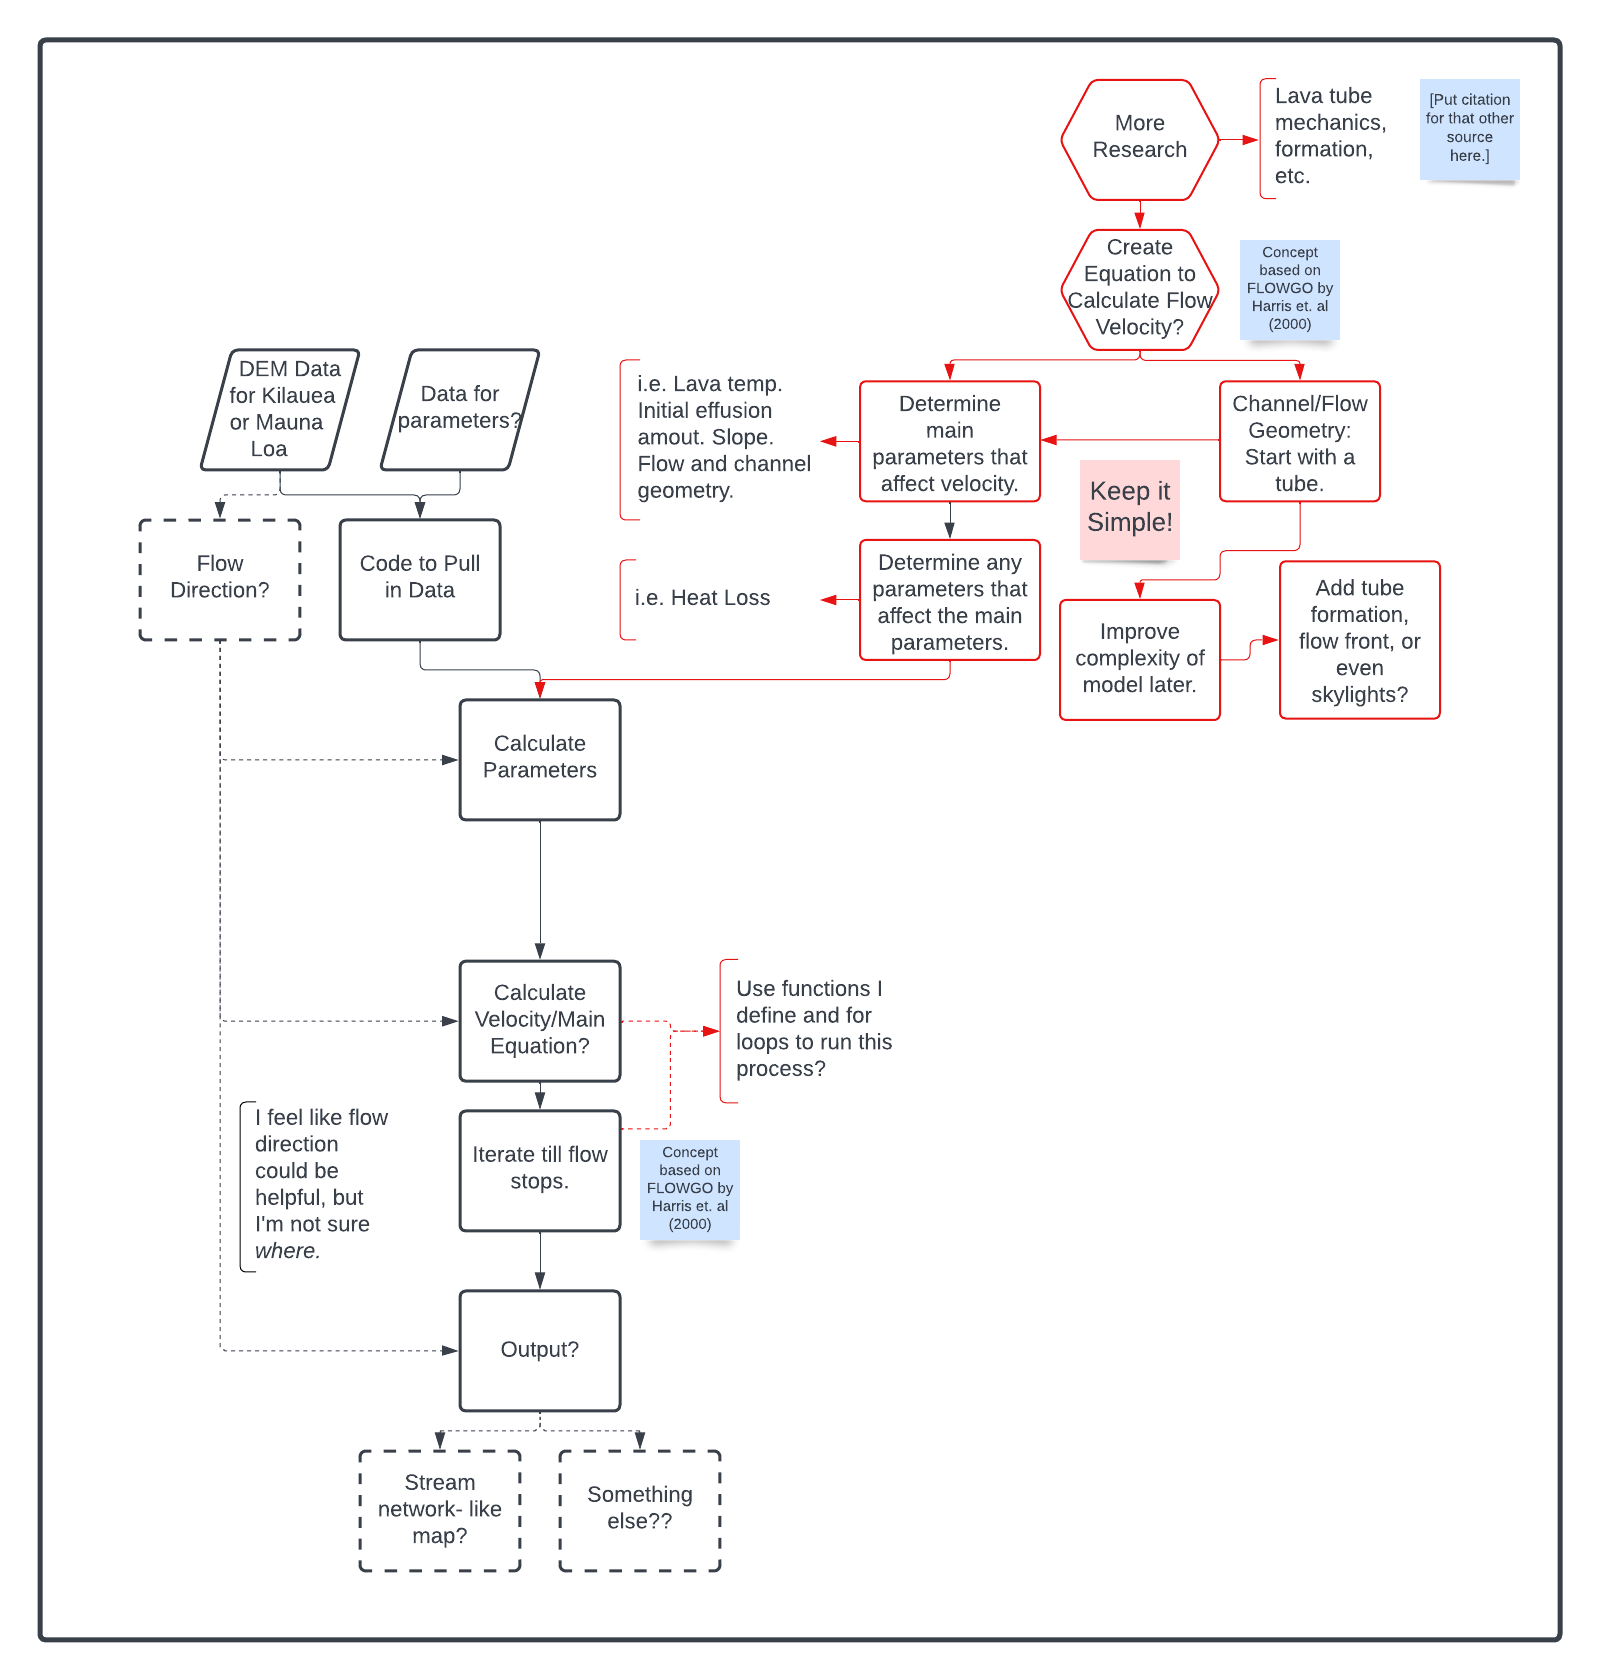 More
Research
Lava tube
mechanics,
formation,
etc.
[Put citation
for that other
source
here.]
Create
Equation to
Calculate Flow
Velocity?
Concept
based on
FLOWGO by
Harris et. al
(2000)
DEM Data
for Kilauea
or Mauna
Loa
Data for
parameters?
i.e. Lava temp.
Initial effusion
amout. Slope.
Flow and channel
geometry.
Determine
main
parameters that
affect velocity.
Channel/Flow
Geometry:
Start with a
tube.
Keep it
Simple!
Flow
Direction?
Code to Pull
in Data
i.e. Heat Loss
Determine any
parameters that
affect the main
parameters.
Improve
complexity of
model later.
Add tube
formation,
flow front, or
even
skylights?
Calculate
Parameters
Calculate
Velocity/Main
Equation?
Use functions I
define and for
loops to run this
process?
I feel like flow
direction
could be
helpful, but
I'm not sure
where.
Iterate till flow
stops.
Concept
based on
FLOWGO by
Harris et. al
(2000)
Output?
Stream
network- like
map?
Something
else??